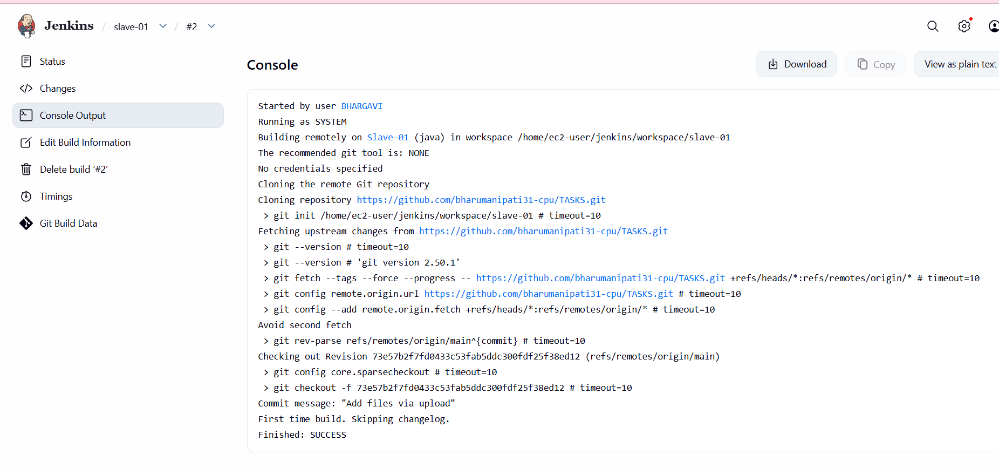 Jenkins / slave-01 / #2
Status
Changes
Console Output
Edit Build Information
Delete build ‘#2’
Timings
Git Build Data
Console
Download
Copy
View as plain text
Started by user BHARGAVI
Running as SYSTEM
Building remotely on Slave-01 (java) in workspace /home/ec2-user/jenkins/workspace/slave-01
The recommended git tool is: NONE
No credentials specified
Cloning the remote Git repository
Cloning repository https://github.com/bharumanipati31-cpu/TASKS.git
 > git init /home/ec2-user/jenkins/workspace/slave-01 # timeout=10
Fetching upstream changes from https://github.com/bharumanipati31-cpu/TASKS.git
 > git --version # timeout=10
 > git --version # 'git version 2.50.1'
 > git fetch --tags --force --progress -- https://github.com/bharumanipati31-cpu/TASKS.git +refs/heads/*:refs/remotes/origin/* # timeout=10
 > git config remote.origin.url https://github.com/bharumanipati31-cpu/TASKS.git # timeout=10
 > git config --add remote.origin.fetch +refs/heads/*:refs/remotes/origin/* # timeout=10
Avoid second fetch
 > git rev-parse refs/remotes/origin/main^{commit} # timeout=10
Checking out Revision 73e57b2f7fd0433c53fab5ddc300fdf25f38ed12 (refs/remotes/origin/main)
 > git config core.sparsecheckout # timeout=10
 > git checkout -f 73e57b2f7fd0433c53fab5ddc300fdf25f38ed12 # timeout=10
Commit message: "Add files via upload"
First time build. Skipping changelog.
Finished: SUCCESS